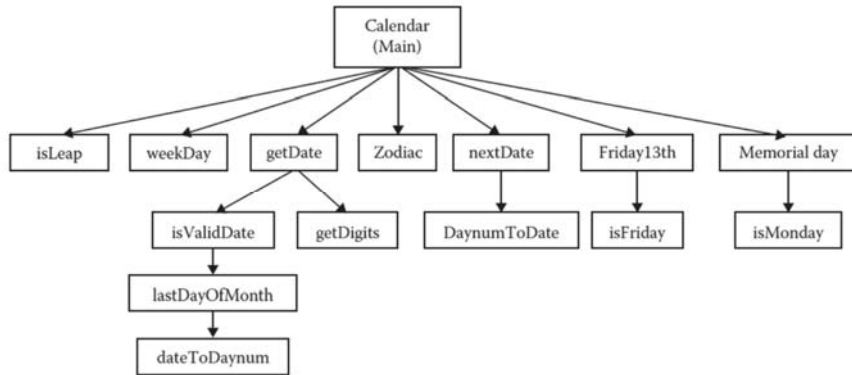 Calendar
(Main)
isLeap
weekDay
getDate
Zodiac
nextDate
Friday13th
Memorial day
isValidDate
getDigits
DaynumToDate
isFriday
isMonday
lastDayOfMonth
dateToDaynum